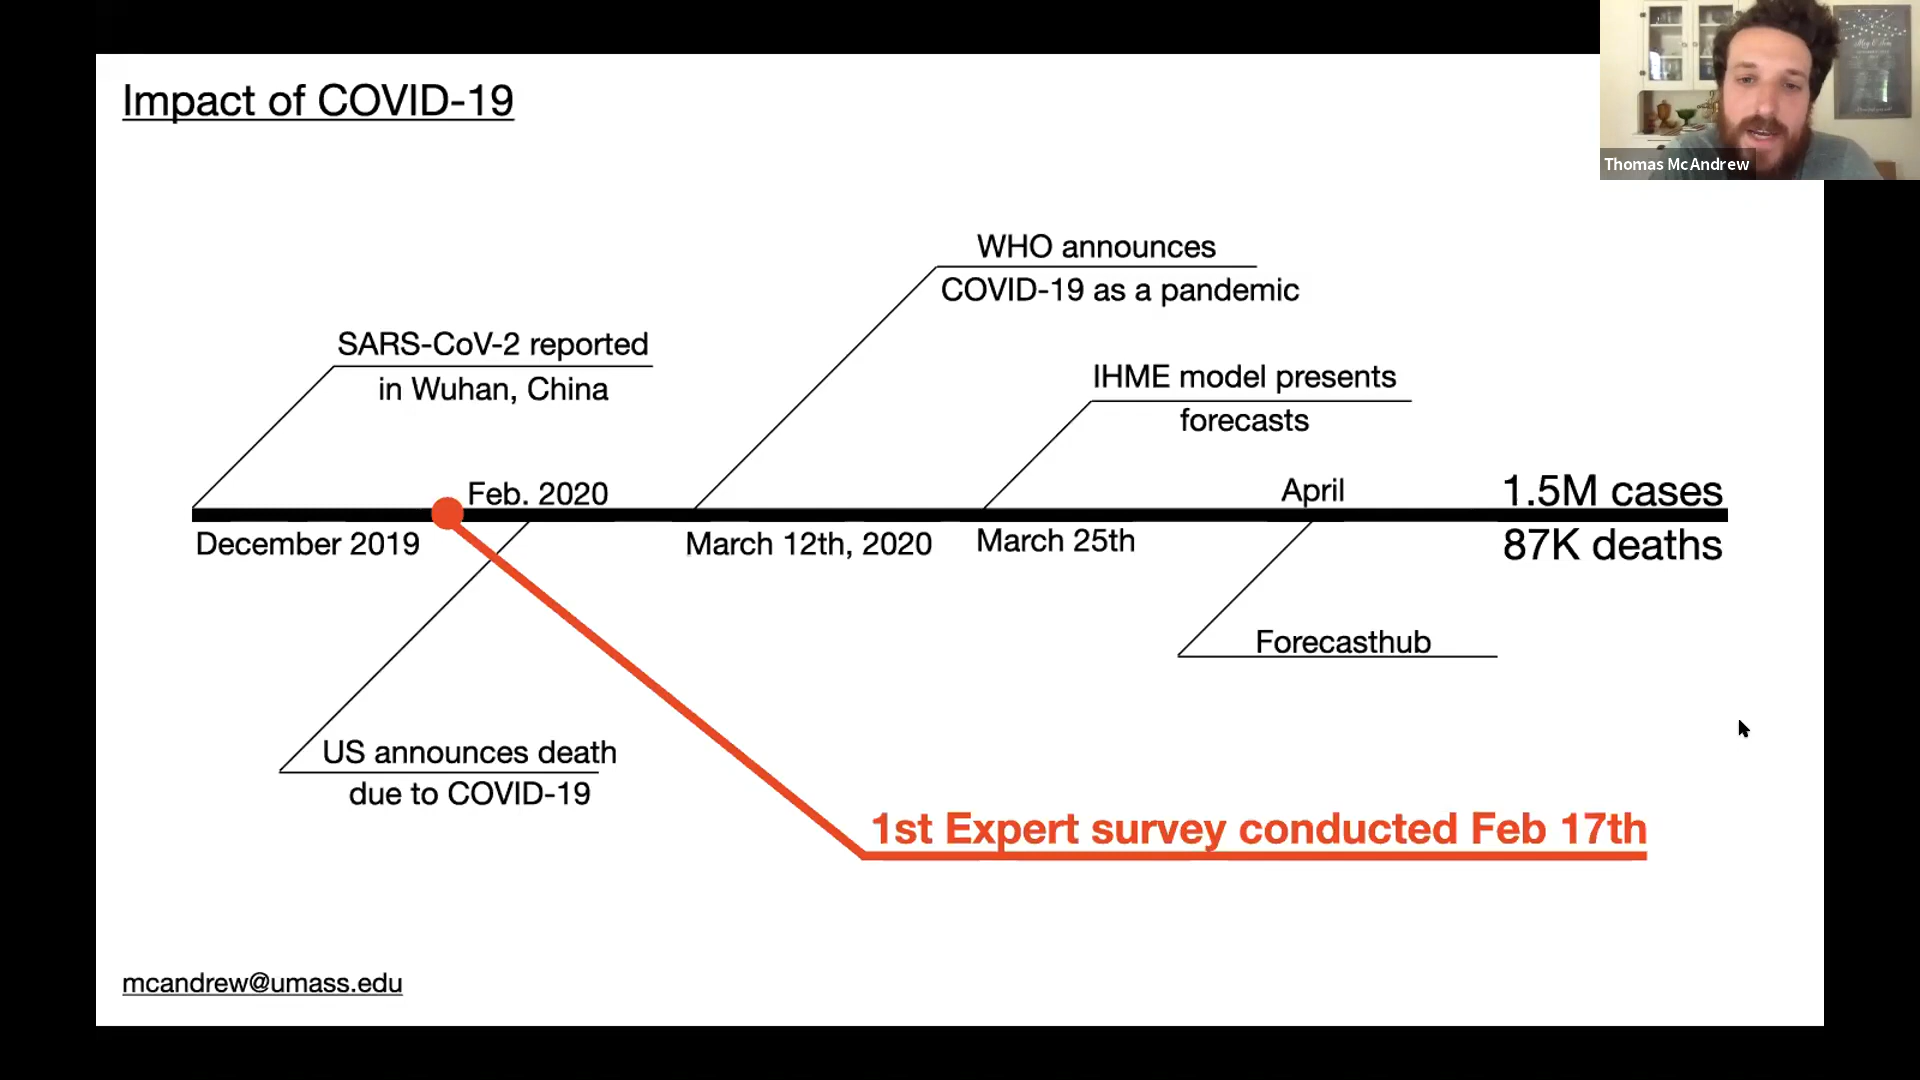 Impact of COVID-19
Thomas McAndrew
WHO announces
COVID-19 as a pandemic
SARS-CoV-2 reported
in Wuhan, China
IHME model presents
forecasts
Feb. 2020
April
1.5M cases
December 2019
March 12th, 2020
March 25th
87K deaths
Forecasthub
US announces death
due to COVID-19
1st Expert survey conducted Feb 17th
mcandrew@umass.edu